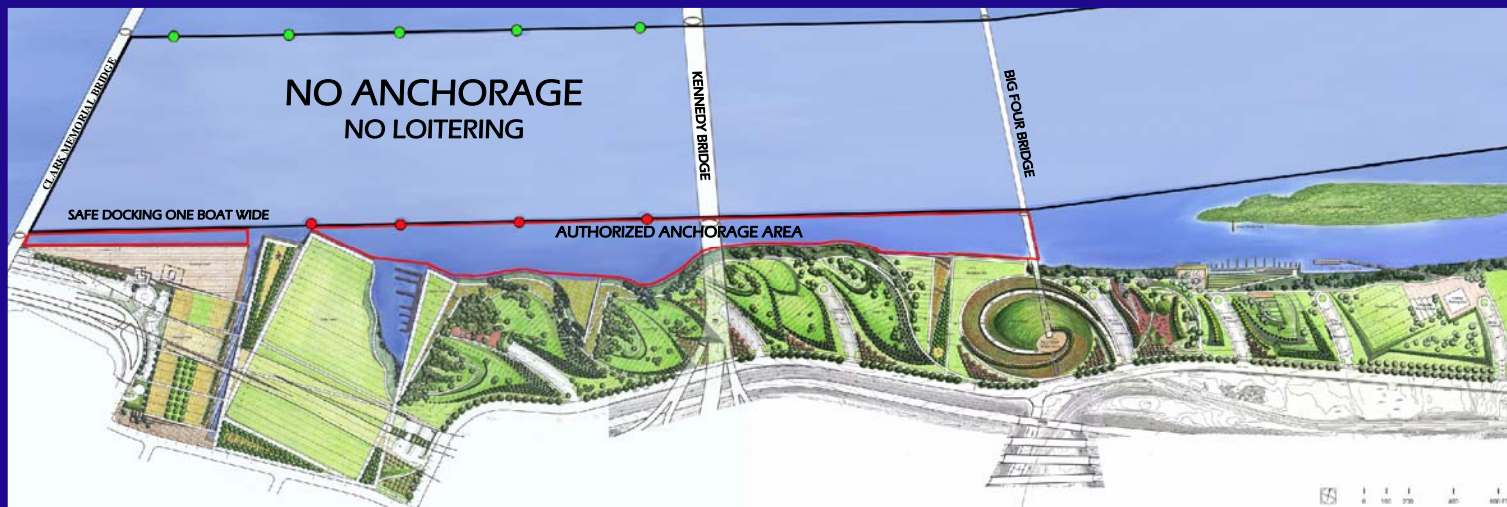 CLARK MEMORIAL BRIDGE
NO ANCHORAGE
NO LOITERING
KENNEDY BRIDGE
BIG FOUR BRIDGE
SAFE DOCKING ONE BOAT WIDE
AUTHORIZED ANCHORAGE AREA